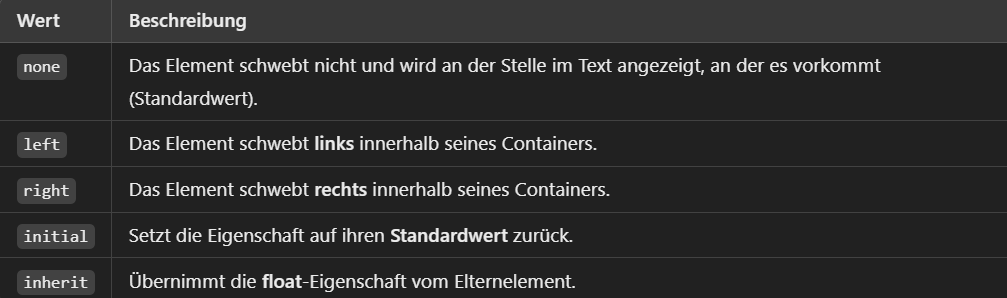 Wert Beschreibung
none Das Element schwebt nicht und wird an der Stelle im Text angezeigt, an der es vorkommt
(Standardwert).
left Das Element schwebt links innerhalb seines Containers.
right Das Element schwebt rechts innerhalb seines Containers.
initial Setzt die Eigenschaft auf ihren Standardwert zurück.
inherit Übernimmt die float-Eigenschaft vom Elternelement.